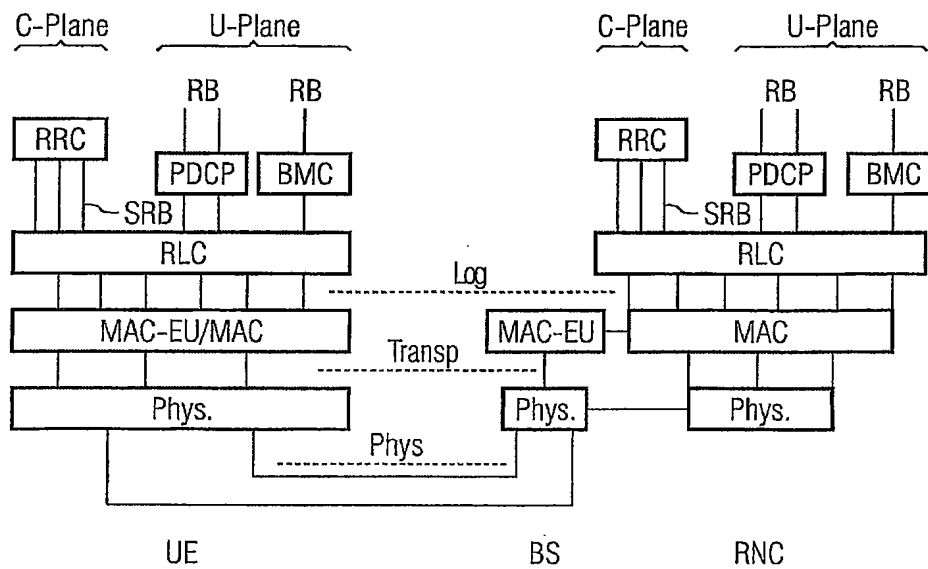 C-Plane U-Plane C-Plane U-Plane
RB RB RB RB
RRC PDCP BMC RRC PDCP BMC
SRB SRB
RLC RLC
Log
MAC-EU/MAC MAC-EU MAC
Transp
Phys. Phys. Phys.
Phys
UE BS RNC